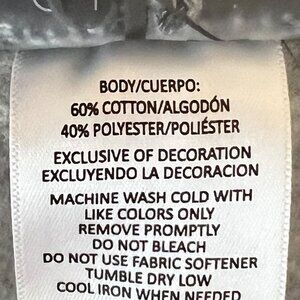 BODY/CUERPO:
60% COTTON/ALGODÓN
40% POLYESTER/POLIÉSTER
EXCLUSIVE OF DECORATION
EXCLUYENDO LA DECORACION
MACHINE WASH COLD WITH
LIKE COLORS ONLY
REMOVE PROMPTLY
DO NOT BLEACH
DO NOT USE FABRIC SOFTENER
TUMBLE DRY LOW
COOL IRON WHEN NEEDED